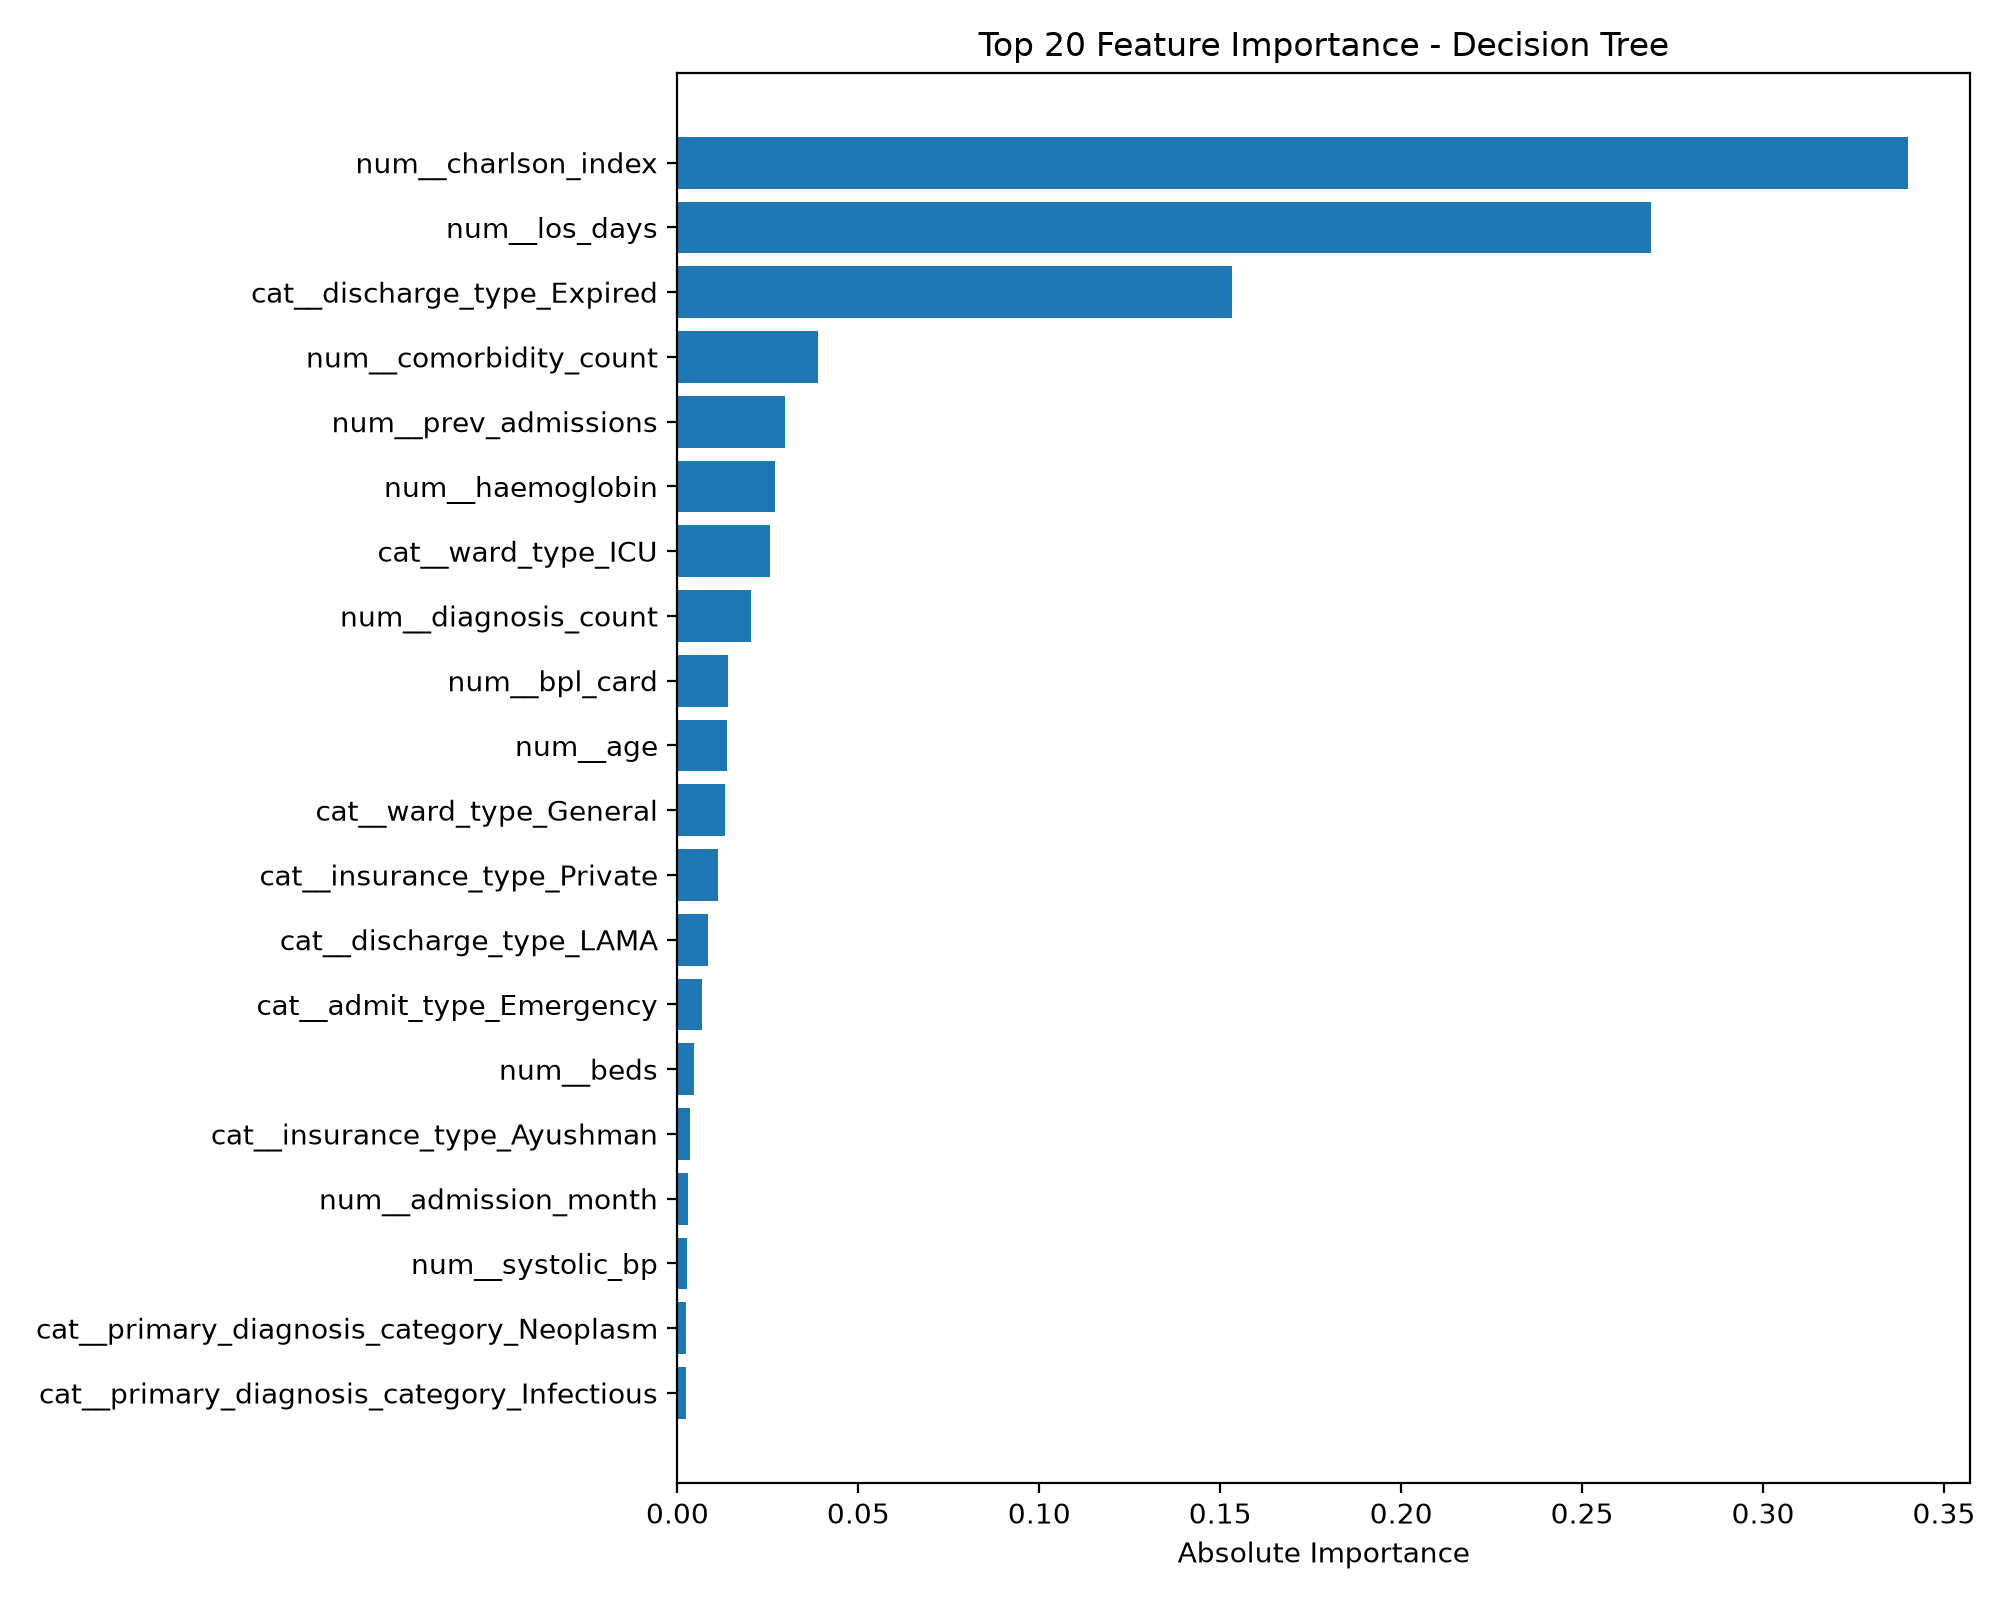 Top 20 Feature Importance - Decision Tree
num__charlson_index
num__los_days
cat__discharge_type_Expired
num__comorbidity_count
num__prev_admissions
num__haemoglobin
cat__ward_type_ICU
num__diagnosis_count
num__bpl_card
num__age
cat__ward_type_General
cat__insurance_type_Private
cat__discharge_type_LAMA
cat__admit_type_Emergency
num__beds
cat__insurance_type_Ayushman
num__admission_month
num__systolic_bp
cat__primary_diagnosis_category_Neoplasm
cat__primary_diagnosis_category_Infectious
0.00 0.05 0.10 0.15 0.20 0.25 0.30 0.35
Absolute Importance